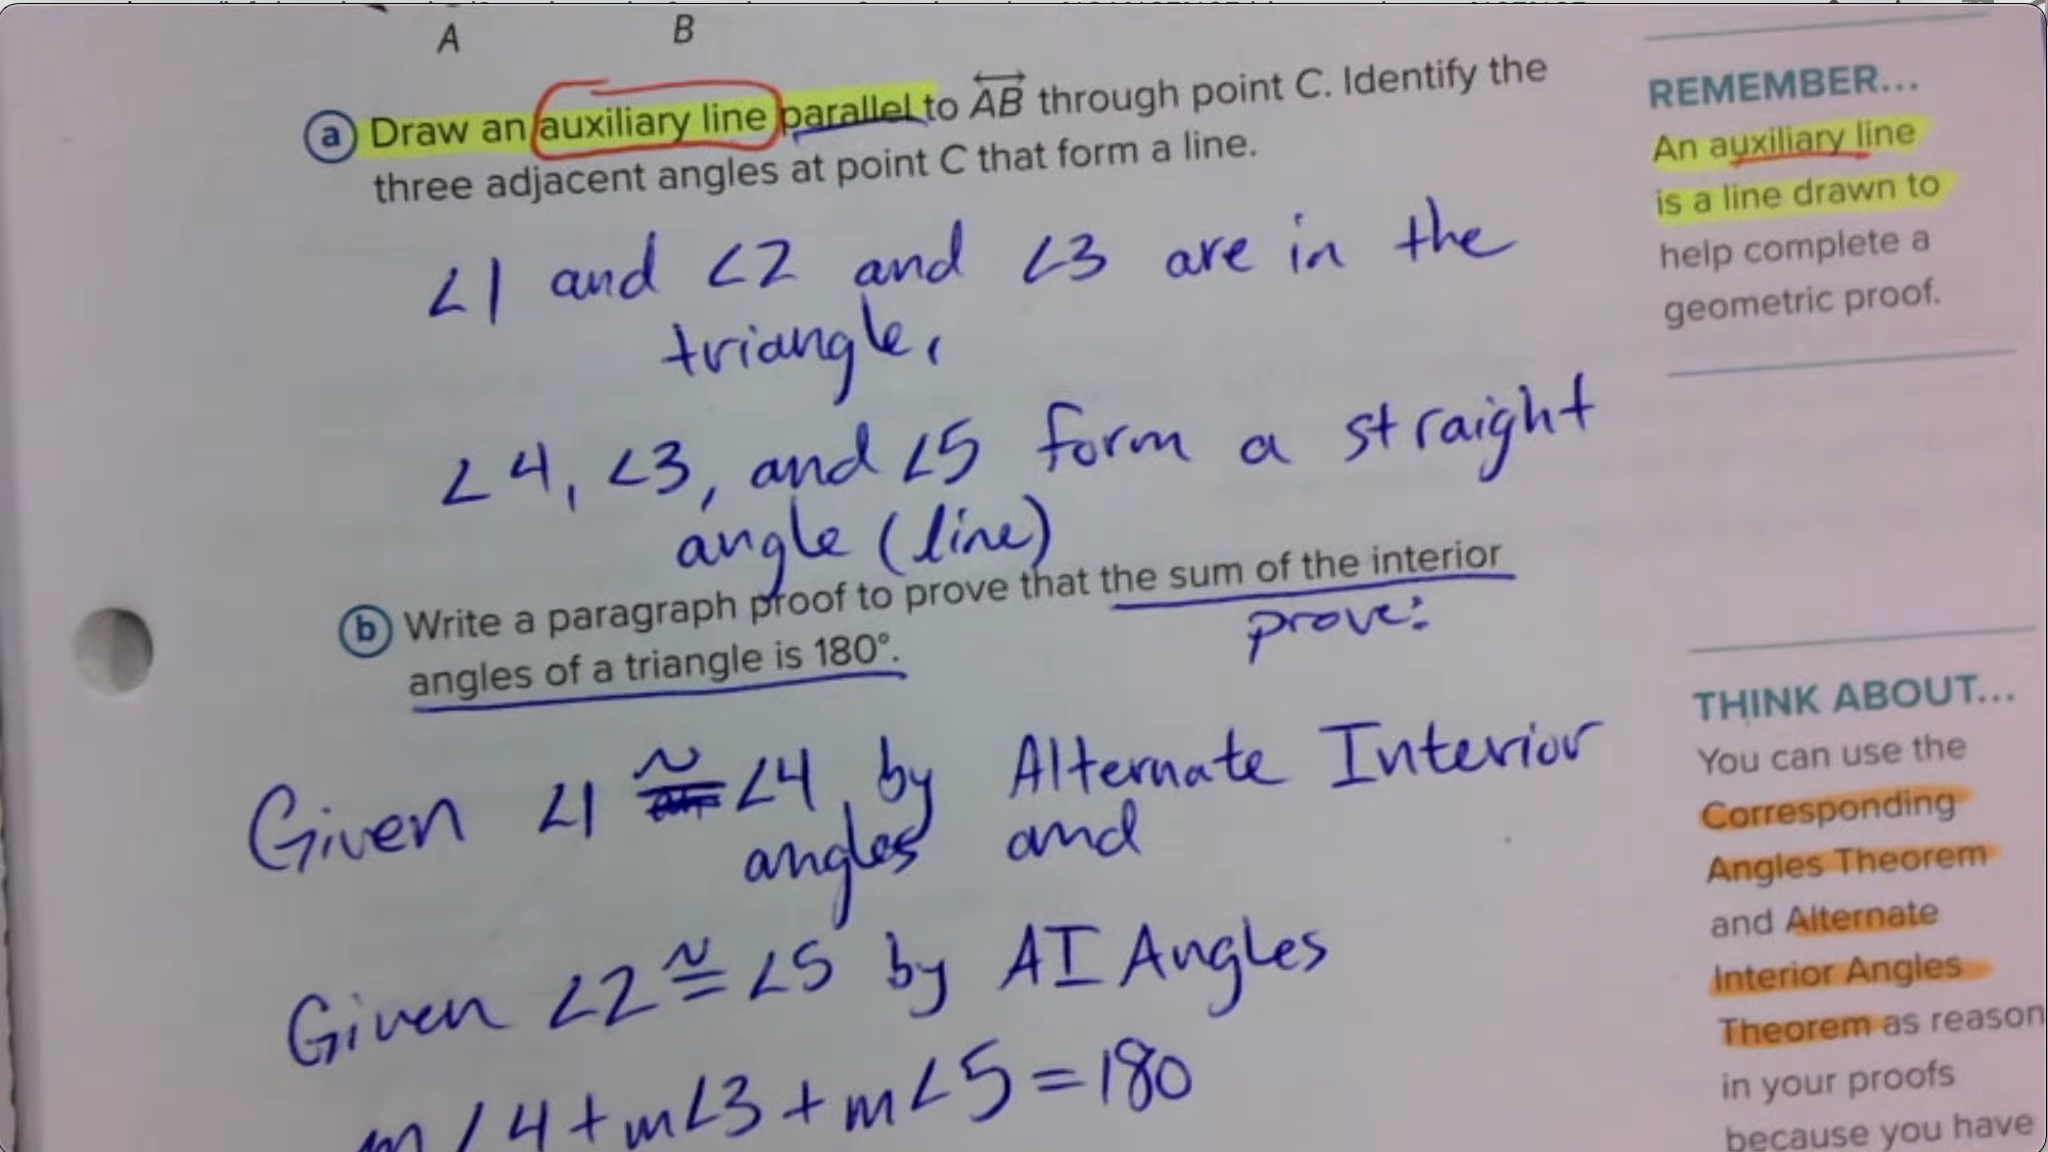 A B
a Draw an auxiliary line parallel to AB through point C. Identify the
three adjacent angles at point C that form a line.
∠1 and ∠2 and ∠3 are in the
triangle,
∠4, ∠3, and ∠5 form a straight
angle (line)
b Write a paragraph proof to prove that the sum of the interior
prove:
angles of a triangle is 180°.
Given ∠1 ≅ ∠4, by Alternate Interior
angles and
Given ∠2 ≅ ∠5 by AI Angles
m∠4 + m∠3 + m∠5 = 180
REMEMBER...
An auxiliary line
is a line drawn to
help complete a
geometric proof.
THINK ABOUT...
You can use the
Corresponding
Angles Theorem
and Alternate
Interior Angles
Theorem as reason
in your proofs
because you have